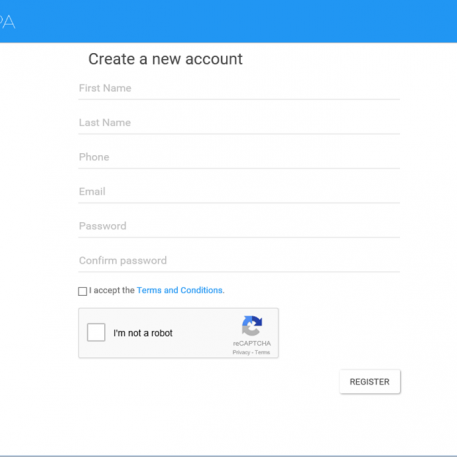 PA
Create a new account
First Name
Last Name
Phone
Email
Password
Confirm password
I accept the Terms and Conditions.
I'm not a robot
reCAPTCHA
Privacy - Terms
REGISTER